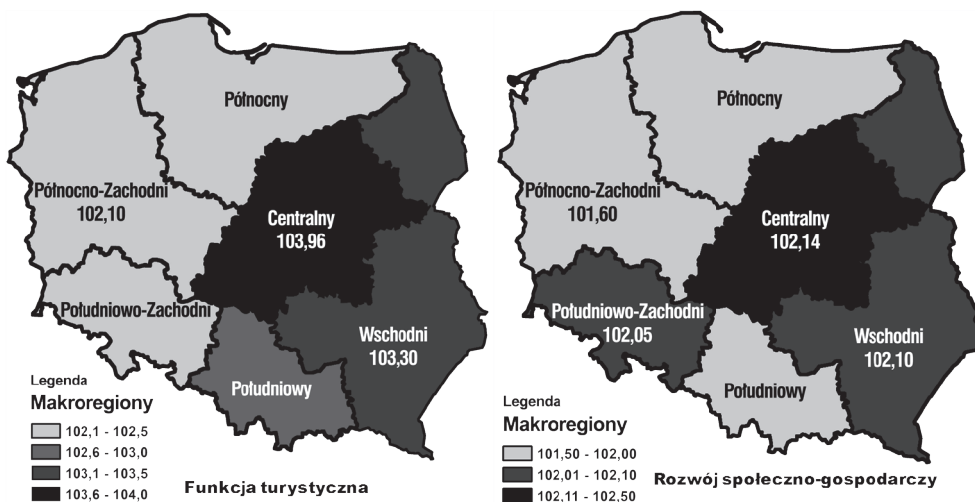 Północny
Północno-Zachodni
102,10
Centralny
103,96
Południowo-Zachodni
Wschodni
103,30
Południowy
Legenda
Makroregiony
102,1 - 102,5
102,6 - 103,0
103,1 - 103,5
103,6 - 104,0
Funkcja turystyczna
Północny
Północno-Zachodni
101,60
Centralny
102,14
Południowo-Zachodni
102,05
Wschodni
102,10
Południowy
Legenda
Makroregiony
101,50 - 102,00
102,01 - 102,10
102,11 - 102,50
Rozwój społeczno-gospodarczy